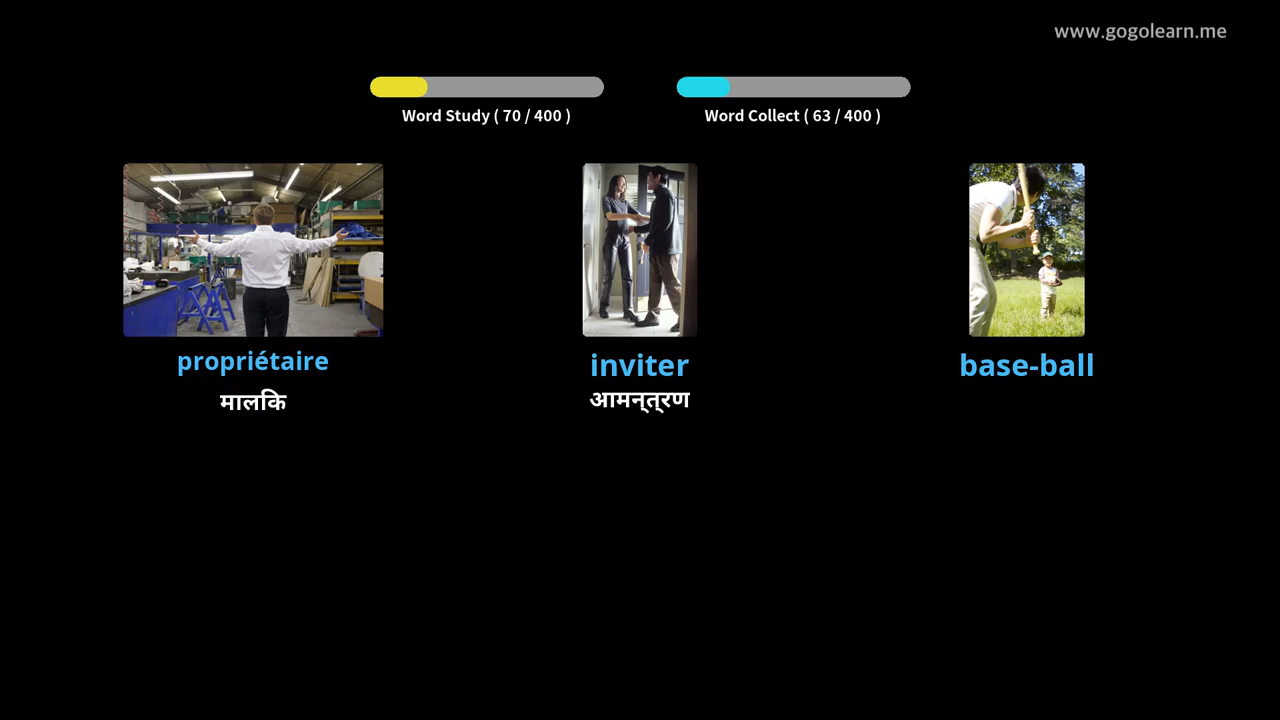 www.gogolearn.me
Word Study ( 70 / 400 )
Word Collect ( 63 / 400 )
propriétaire
inviter
base-ball
मालकि
आमन्त्रण